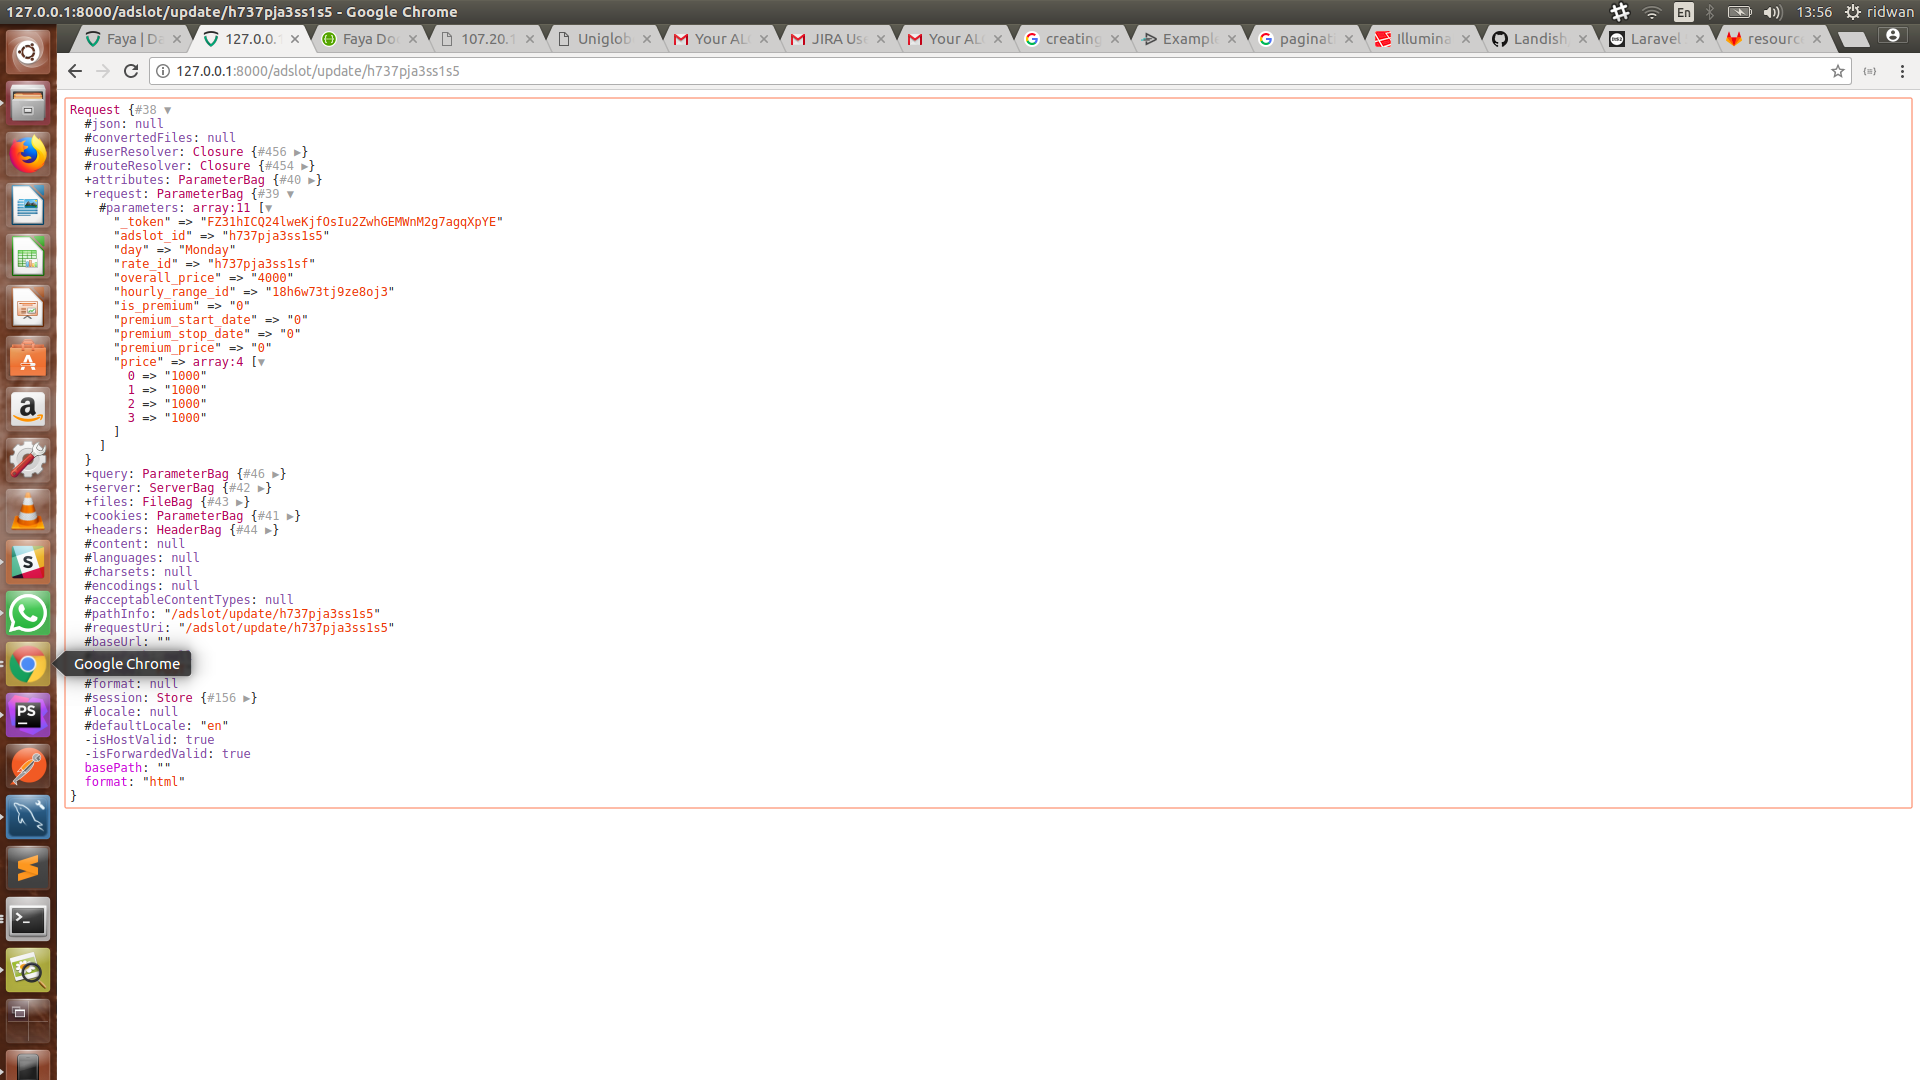 127.0.0.1:8000/adslot/update/h737pja3ss1s5 - Google Chrome
En
13:56
ridwan
Faya | Da
127.0.0.1
Faya Doc
107.20.1
Uniglob
Your AL
JIRA Use
Your AL
creating
Example
paginat
Illumina
Landish
Laravel
resourc
127.0.0.1:8000/adslot/update/h737pja3ss1s5
Request {#38 ▼
#json: null
#convertedFiles: null
#userResolver: Closure {#456 ▶}
#routeResolver: Closure {#454 ▶}
+attributes: ParameterBag {#40 ▶}
+request: ParameterBag {#39 ▼
#parameters: array:11 [▼
"_token" => "FZ31hICQ24lweKjfOsIu2ZwhGEMWnM2g7agqXpYE"
"adslot_id" => "h737pja3ss1s5"
"day" => "Monday"
"rate_id" => "h737pja3ss1sf"
"overall_price" => "4000"
"hourly_range_id" => "18h6w73tj9ze8oj3"
"is_premium" => "0"
"premium_start_date" => "0"
"premium_stop_date" => "0"
"premium_price" => "0"
"price" => array:4 [▼
0 => "1000"
1 => "1000"
2 => "1000"
3 => "1000"
]
]
}
+query: ParameterBag {#46 ▶}
+server: ServerBag {#42 ▶}
+files: FileBag {#43 ▶}
+cookies: ParameterBag {#41 ▶}
+headers: HeaderBag {#44 ▶}
#content: null
#languages: null
#charsets: null
#encodings: null
#acceptableContentTypes: null
#pathInfo: "/adslot/update/h737pja3ss1s5"
#requestUri: "/adslot/update/h737pja3ss1s5"
#baseUrl: ""
Google Chrome
#format: null
#session: Store {#156 ▶}
#locale: null
#defaultLocale: "en"
-isHostValid: true
-isForwardedValid: true
basePath: ""
format: "html"
}